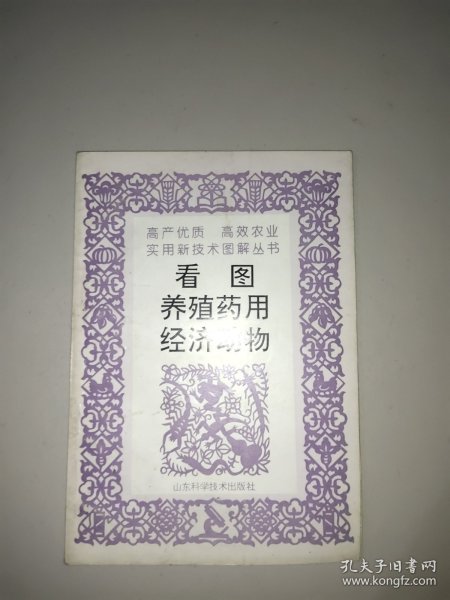 高产优质 高效农业
实用新技术图解丛书
看 图
养殖药用
经济动物
山东科学技术出版社
孔夫子旧书网
www.kongfz.com